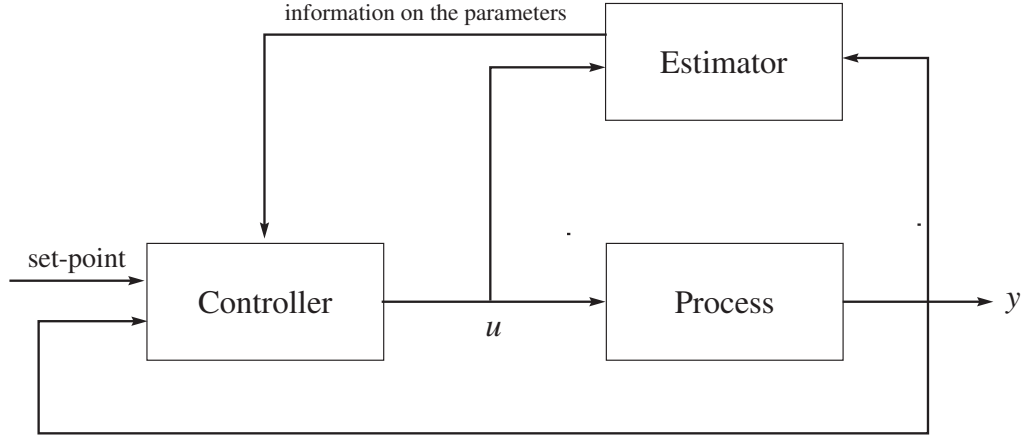 information on the parameters
Estimator
set-point
Controller
u
Process
y